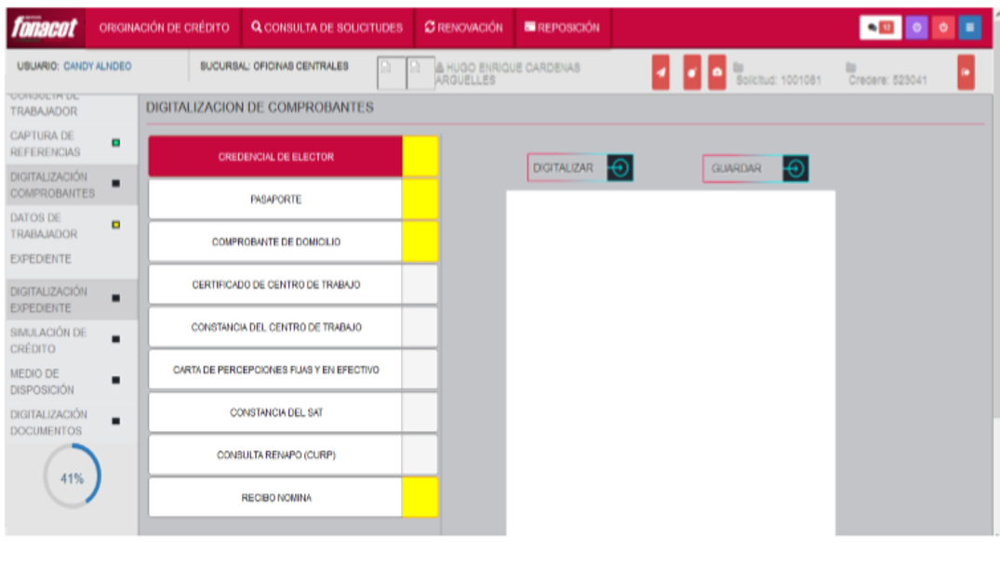 fonacot
ORIGINACIÓN DE CRÉDITO
CONSULTA DE SOLICITUDES
RENOVACIÓN
REPOSICIÓN
USUARIO: CANDY ALNDEO
SUCURSAL: OFICINAS CENTRALES
HUGO ENRIQUE CARDENAS
ARGUELLES
Solicitud: 1001081
Credere: 523041
CONSULTA DE
TRABAJADOR
CAPTURA DE
REFERENCIAS
DIGITALIZACIÓN
COMPROBANTES
DATOS DE
TRABAJADOR
EXPEDIENTE
DIGITALIZACIÓN
EXPEDIENTE
SIMULACIÓN DE
CRÉDITO
MEDIO DE
DISPOSICIÓN
DIGITALIZACIÓN
DOCUMENTOS
41%
DIGITALIZACION DE COMPROBANTES
CREDENCIAL DE ELECTOR
PASAPORTE
COMPROBANTE DE DOMICILIO
CERTIFICADO DE CENTRO DE TRABAJO
CONSTANCIA DEL CENTRO DE TRABAJO
CARTA DE PERCEPCIONES FIJAS Y EN EFECTIVO
CONSTANCIA DEL SAT
CONSULTA RENAPO (CURP)
RECIBO NOMINA
DIGITALIZAR
GUARDAR